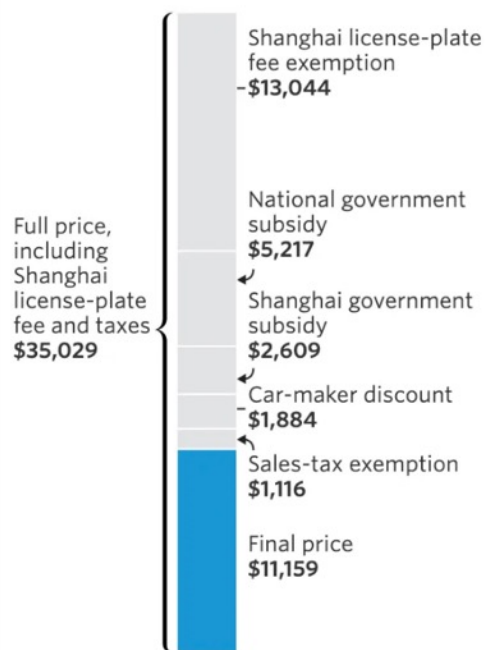 Shanghai license-plate
fee exemption
-$13,044
National government
subsidy
$5,217
Full price,
including
Shanghai
license-plate
fee and taxes
$35,029
Shanghai government
subsidy
$2,609
Car-maker discount
$1,884
Sales-tax exemption
$1,116
Final price
$11,159